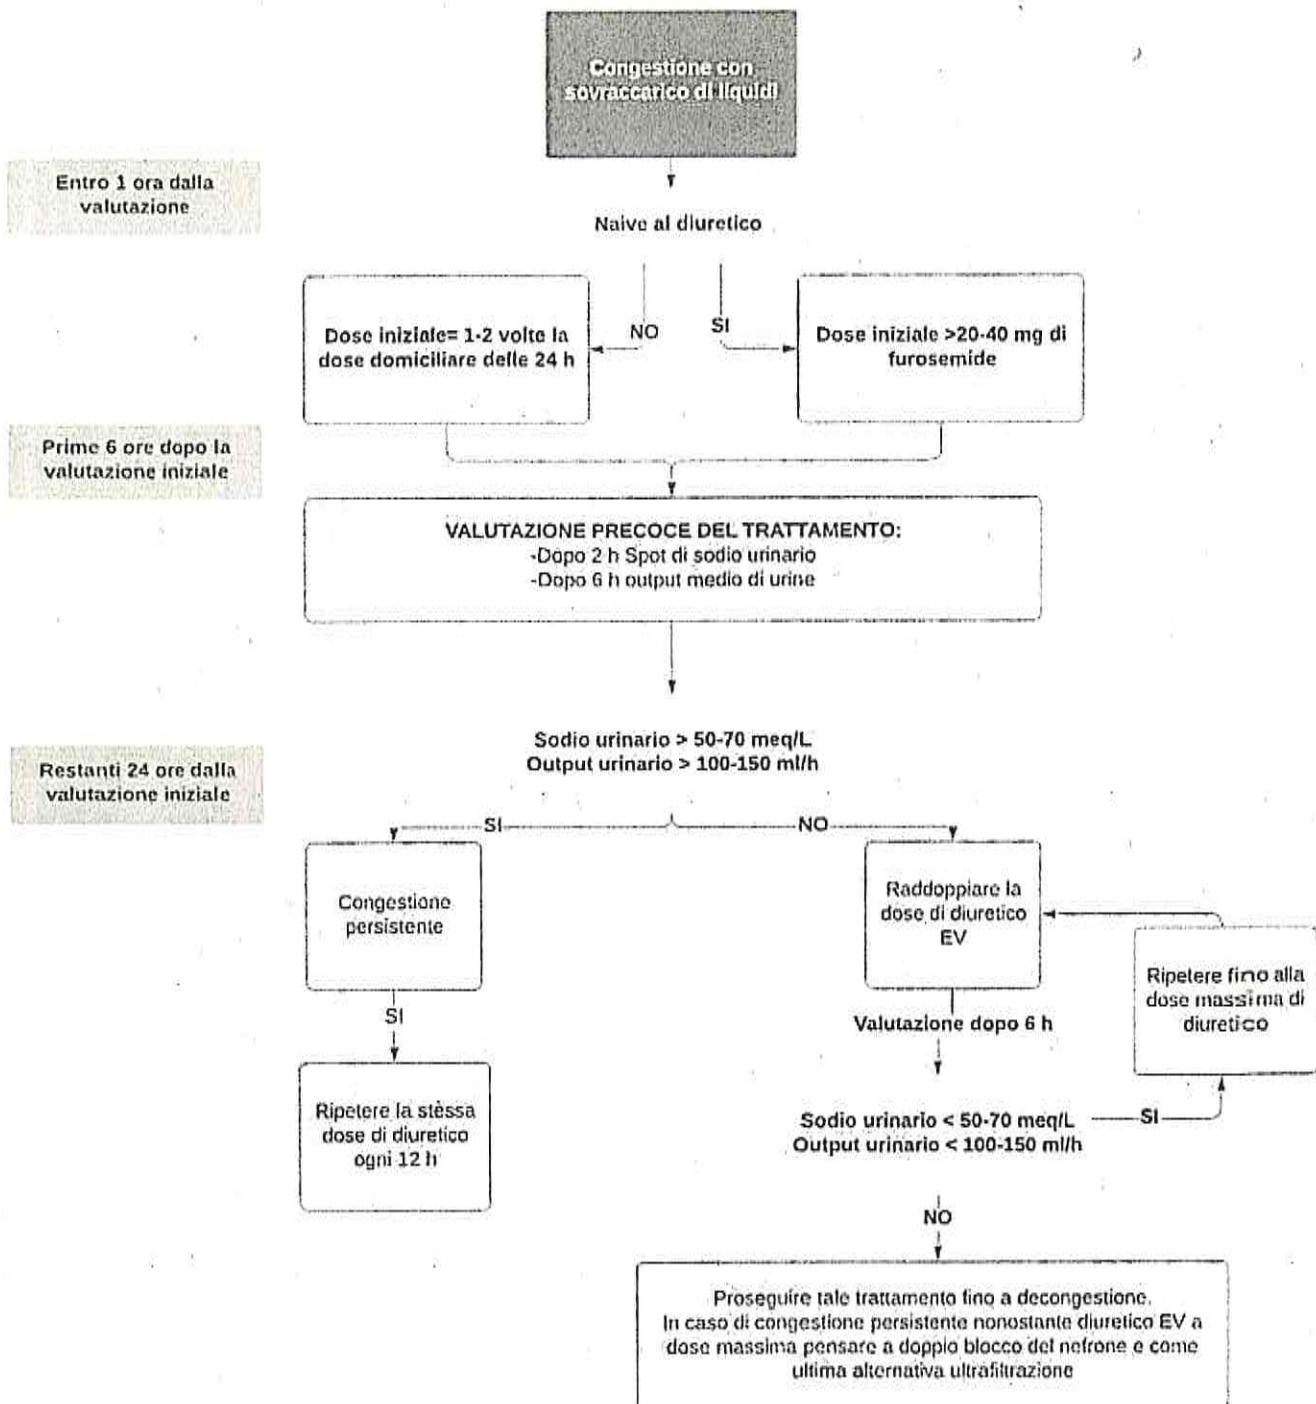 Congestione con
sovraccarico di liquidi
Entro 1 ora dalla
valutazione
Naive al diuretico
NO
SI
Dose iniziale= 1-2 volte la
dose domiciliare delle 24 h
Dose iniziale >20-40 mg di
furosemide
Prime 6 ore dopo la
valutazione iniziale
VALUTAZIONE PRECOCE DEL TRATTAMENTO:
-Dopo 2 h Spot di sodio urinario
-Dopo 6 h output medio di urine
Restanti 24 ore dalla
valutazione iniziale
Sodio urinario > 50-70 meq/L
Output urinario > 100-150 ml/h
SI
NO
Congestione
persistente
SI
Ripetere la stessa
dose di diuretico
ogni 12 h
Raddoppiare la
dose di diuretico
EV
Valutazione dopo 6 h
Ripetere fino alla
dose massima di
diuretico
Sodio urinario < 50-70 meq/L
Output urinario < 100-150 ml/h
SI
NO
Proseguire tale trattamento fino a decongestione.
In caso di congestione persistente nonostante diuretico EV a
dose massima pensare a doppio blocco del nefrone e come
ultima alternativa ultrafiltrazione